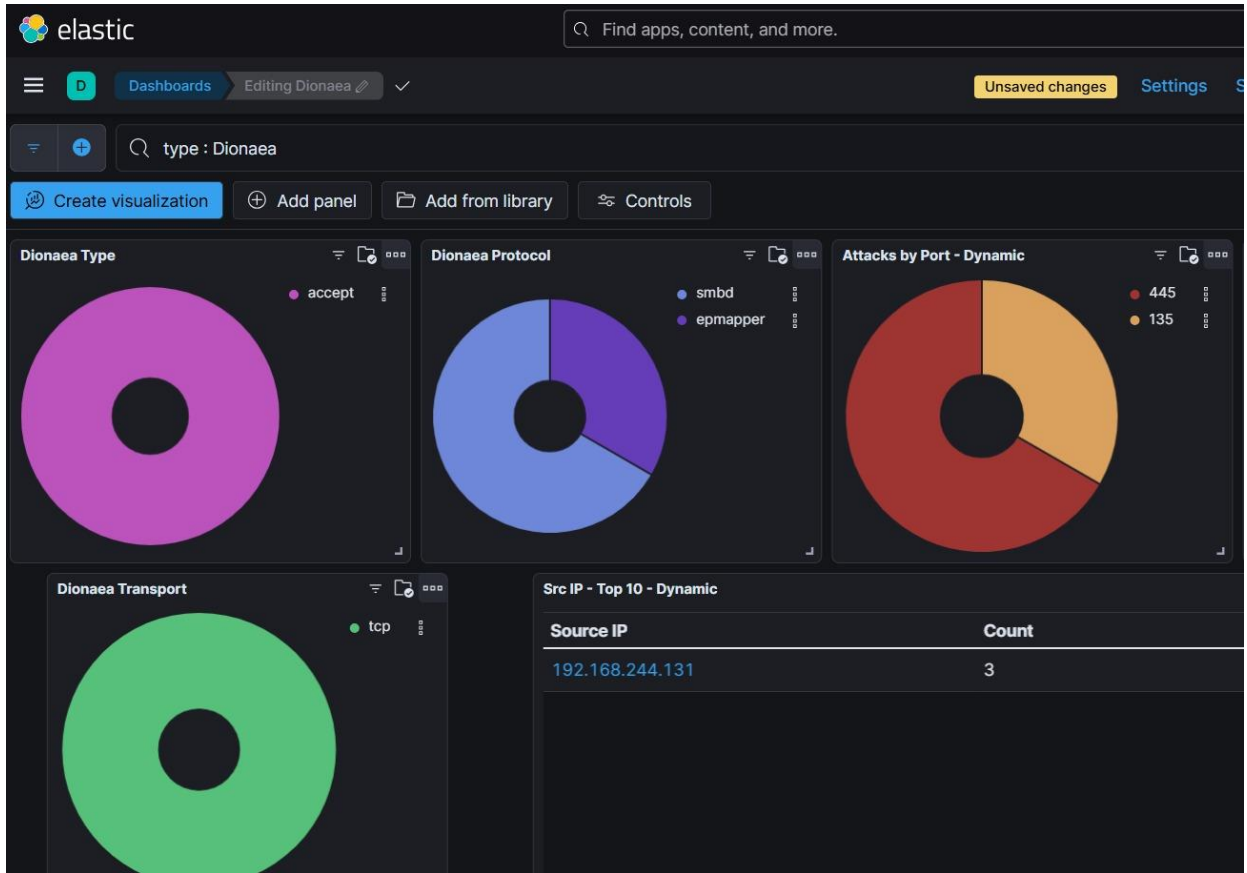 elastic
Find apps, content, and more.
D
Dashboards
Editing Dionaea
Unsaved changes
Settings
S
type : Dionaea
Create visualization
Add panel
Add from library
Controls
Dionaea Type
accept
Dionaea Protocol
smbd
epmapper
Attacks by Port - Dynamic
445
135
Dionaea Transport
tcp
Src IP - Top 10 - Dynamic
Source IP Count
192.168.244.131 3